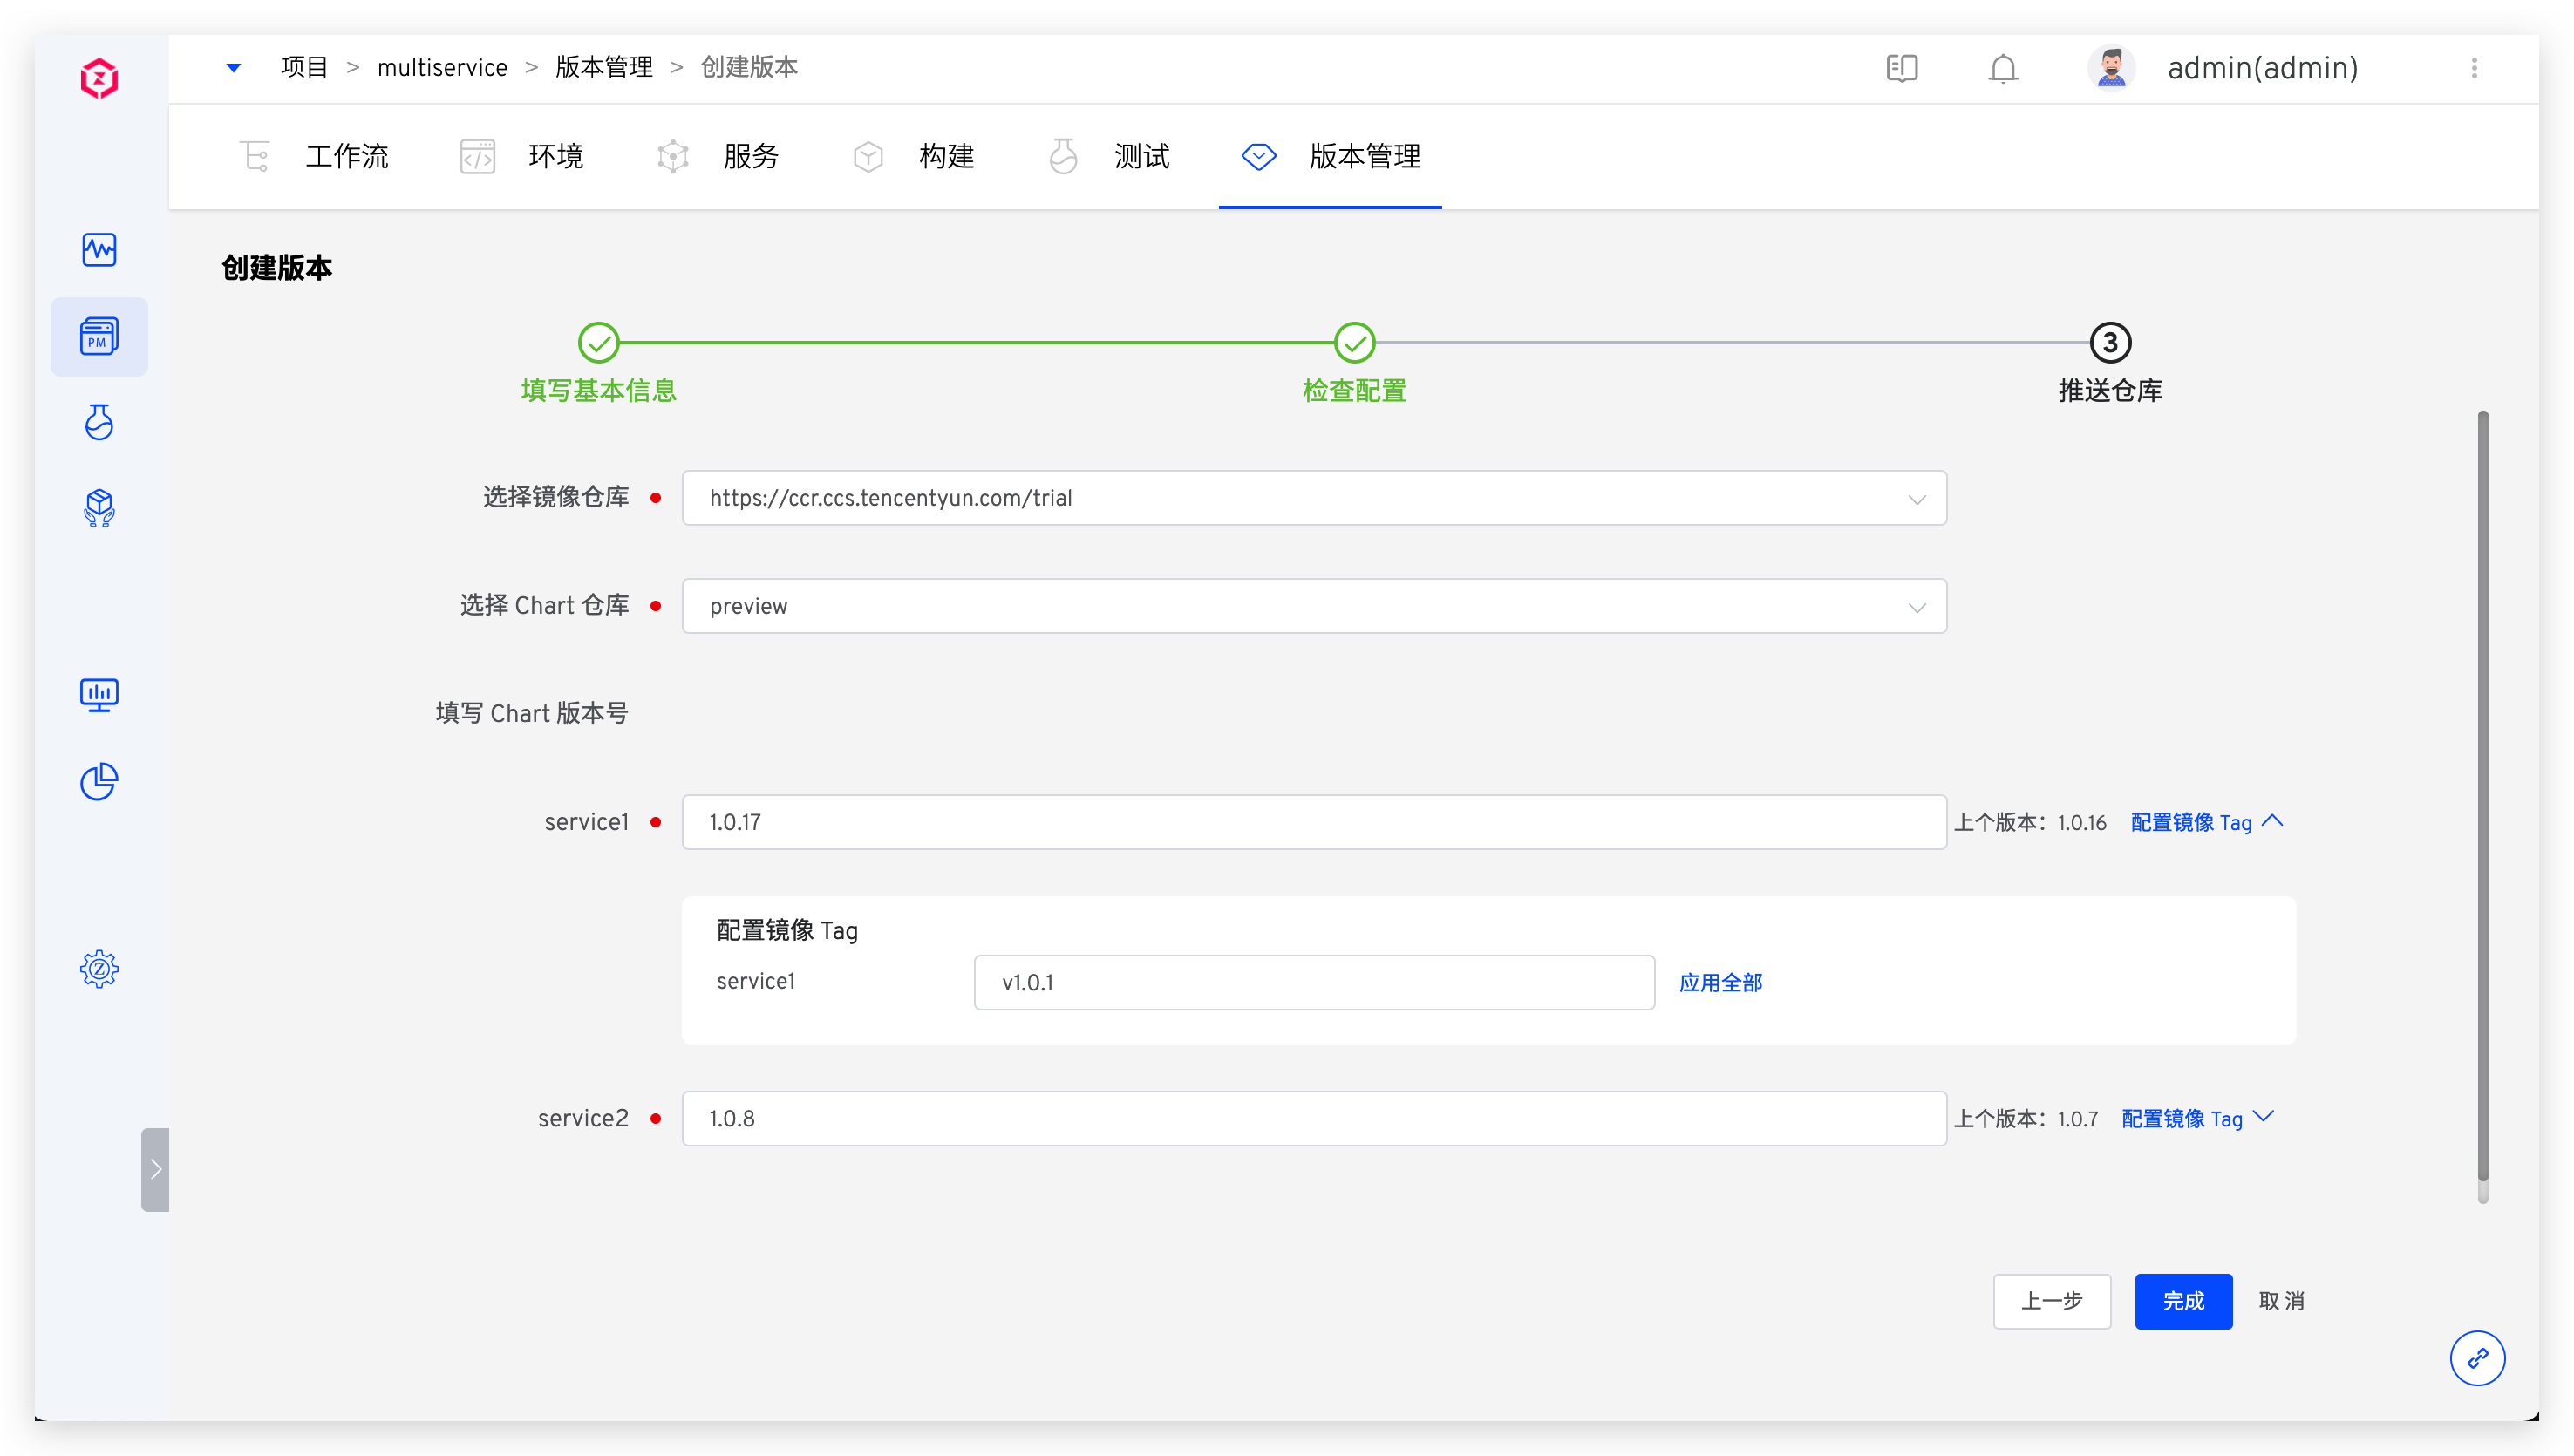 项目 > multiservice > 版本管理 > 创建版本
admin(admin)
工作流 环境 服务 构建 测试 版本管理
PM
创建版本
3
填写基本信息 检查配置 推送仓库
选择镜像仓库 https://ccr.ccs.tencentyun.com/trial
选择 Chart 仓库 preview
填写 Chart 版本号
service1 1.0.17 上个版本：1.0.16 配置镜像 Tag
配置镜像 Tag
service1 v1.0.1 应用全部
service2 1.0.8 上个版本：1.0.7 配置镜像 Tag
上一步 完成 取消